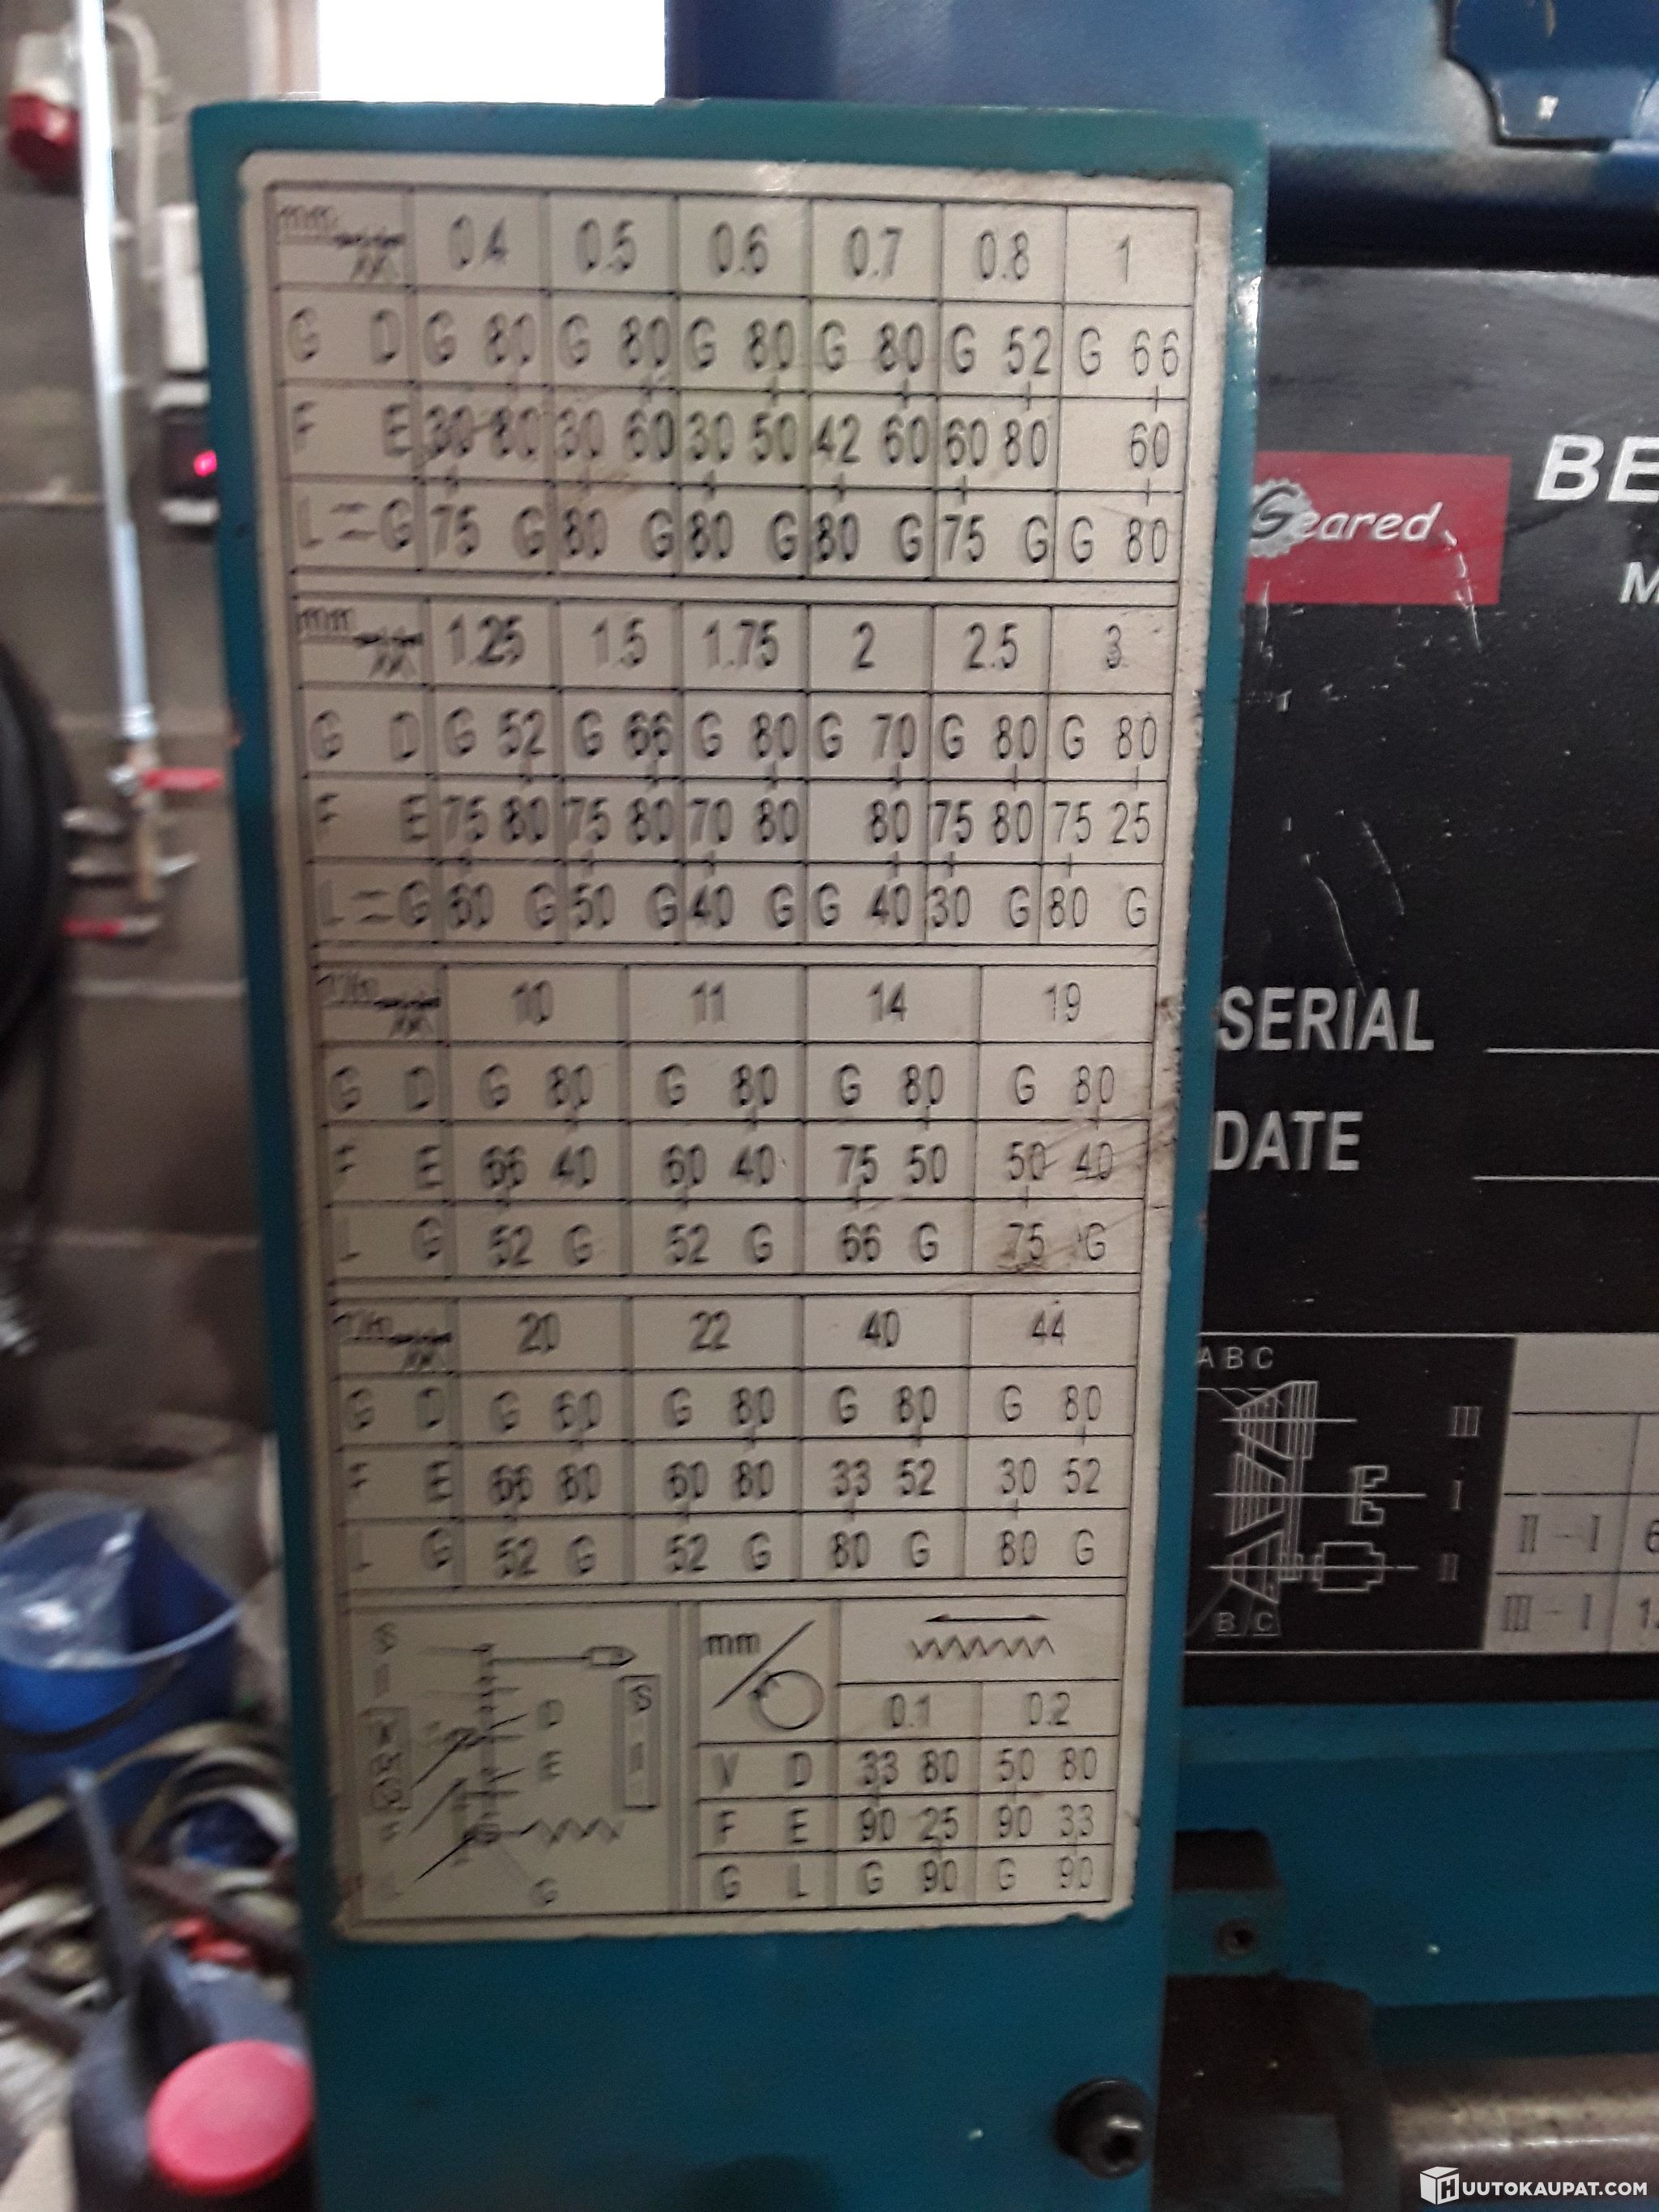 mm 0.4 0.5 0.6 0.7 0.8 1
G D G 80 G 80 G 80 G 80 G 52 G 66
F E 30 80 30 60 30 50 42 60 60 80 60
L G 75 G 80 G 80 G 80 G 75 G G 80
mm 1.25 1.5 1.75 2 2.5 3
G D G 52 G 66 G 80 G 70 G 80 G 80
F E 75 80 75 80 70 80 80 75 80 75 25
L G 60 G 50 G 40 G G 40 30 G 80 G
10 11 14 19
G D G 80 G 80 G 80 G 80
F E 66 40 60 40 75 50 50 40
L G 52 G 52 G 66 G 75 G
20 22 40 44
G D G 60 G 80 G 80 G 80
F E 66 80 60 80 33 52 30 52
L G 52 G 52 G 80 G 80 G
mm
0.1 0.2
D 33 80 50 80
F E 90 25 90 33
G L G 90 G 90
S
D
E
F
G
S
Geared
BE
M
SERIAL
DATE
A B C
III
I
II
B C
II - I 6
III - I 1
HUUTOKAUPAT.COM